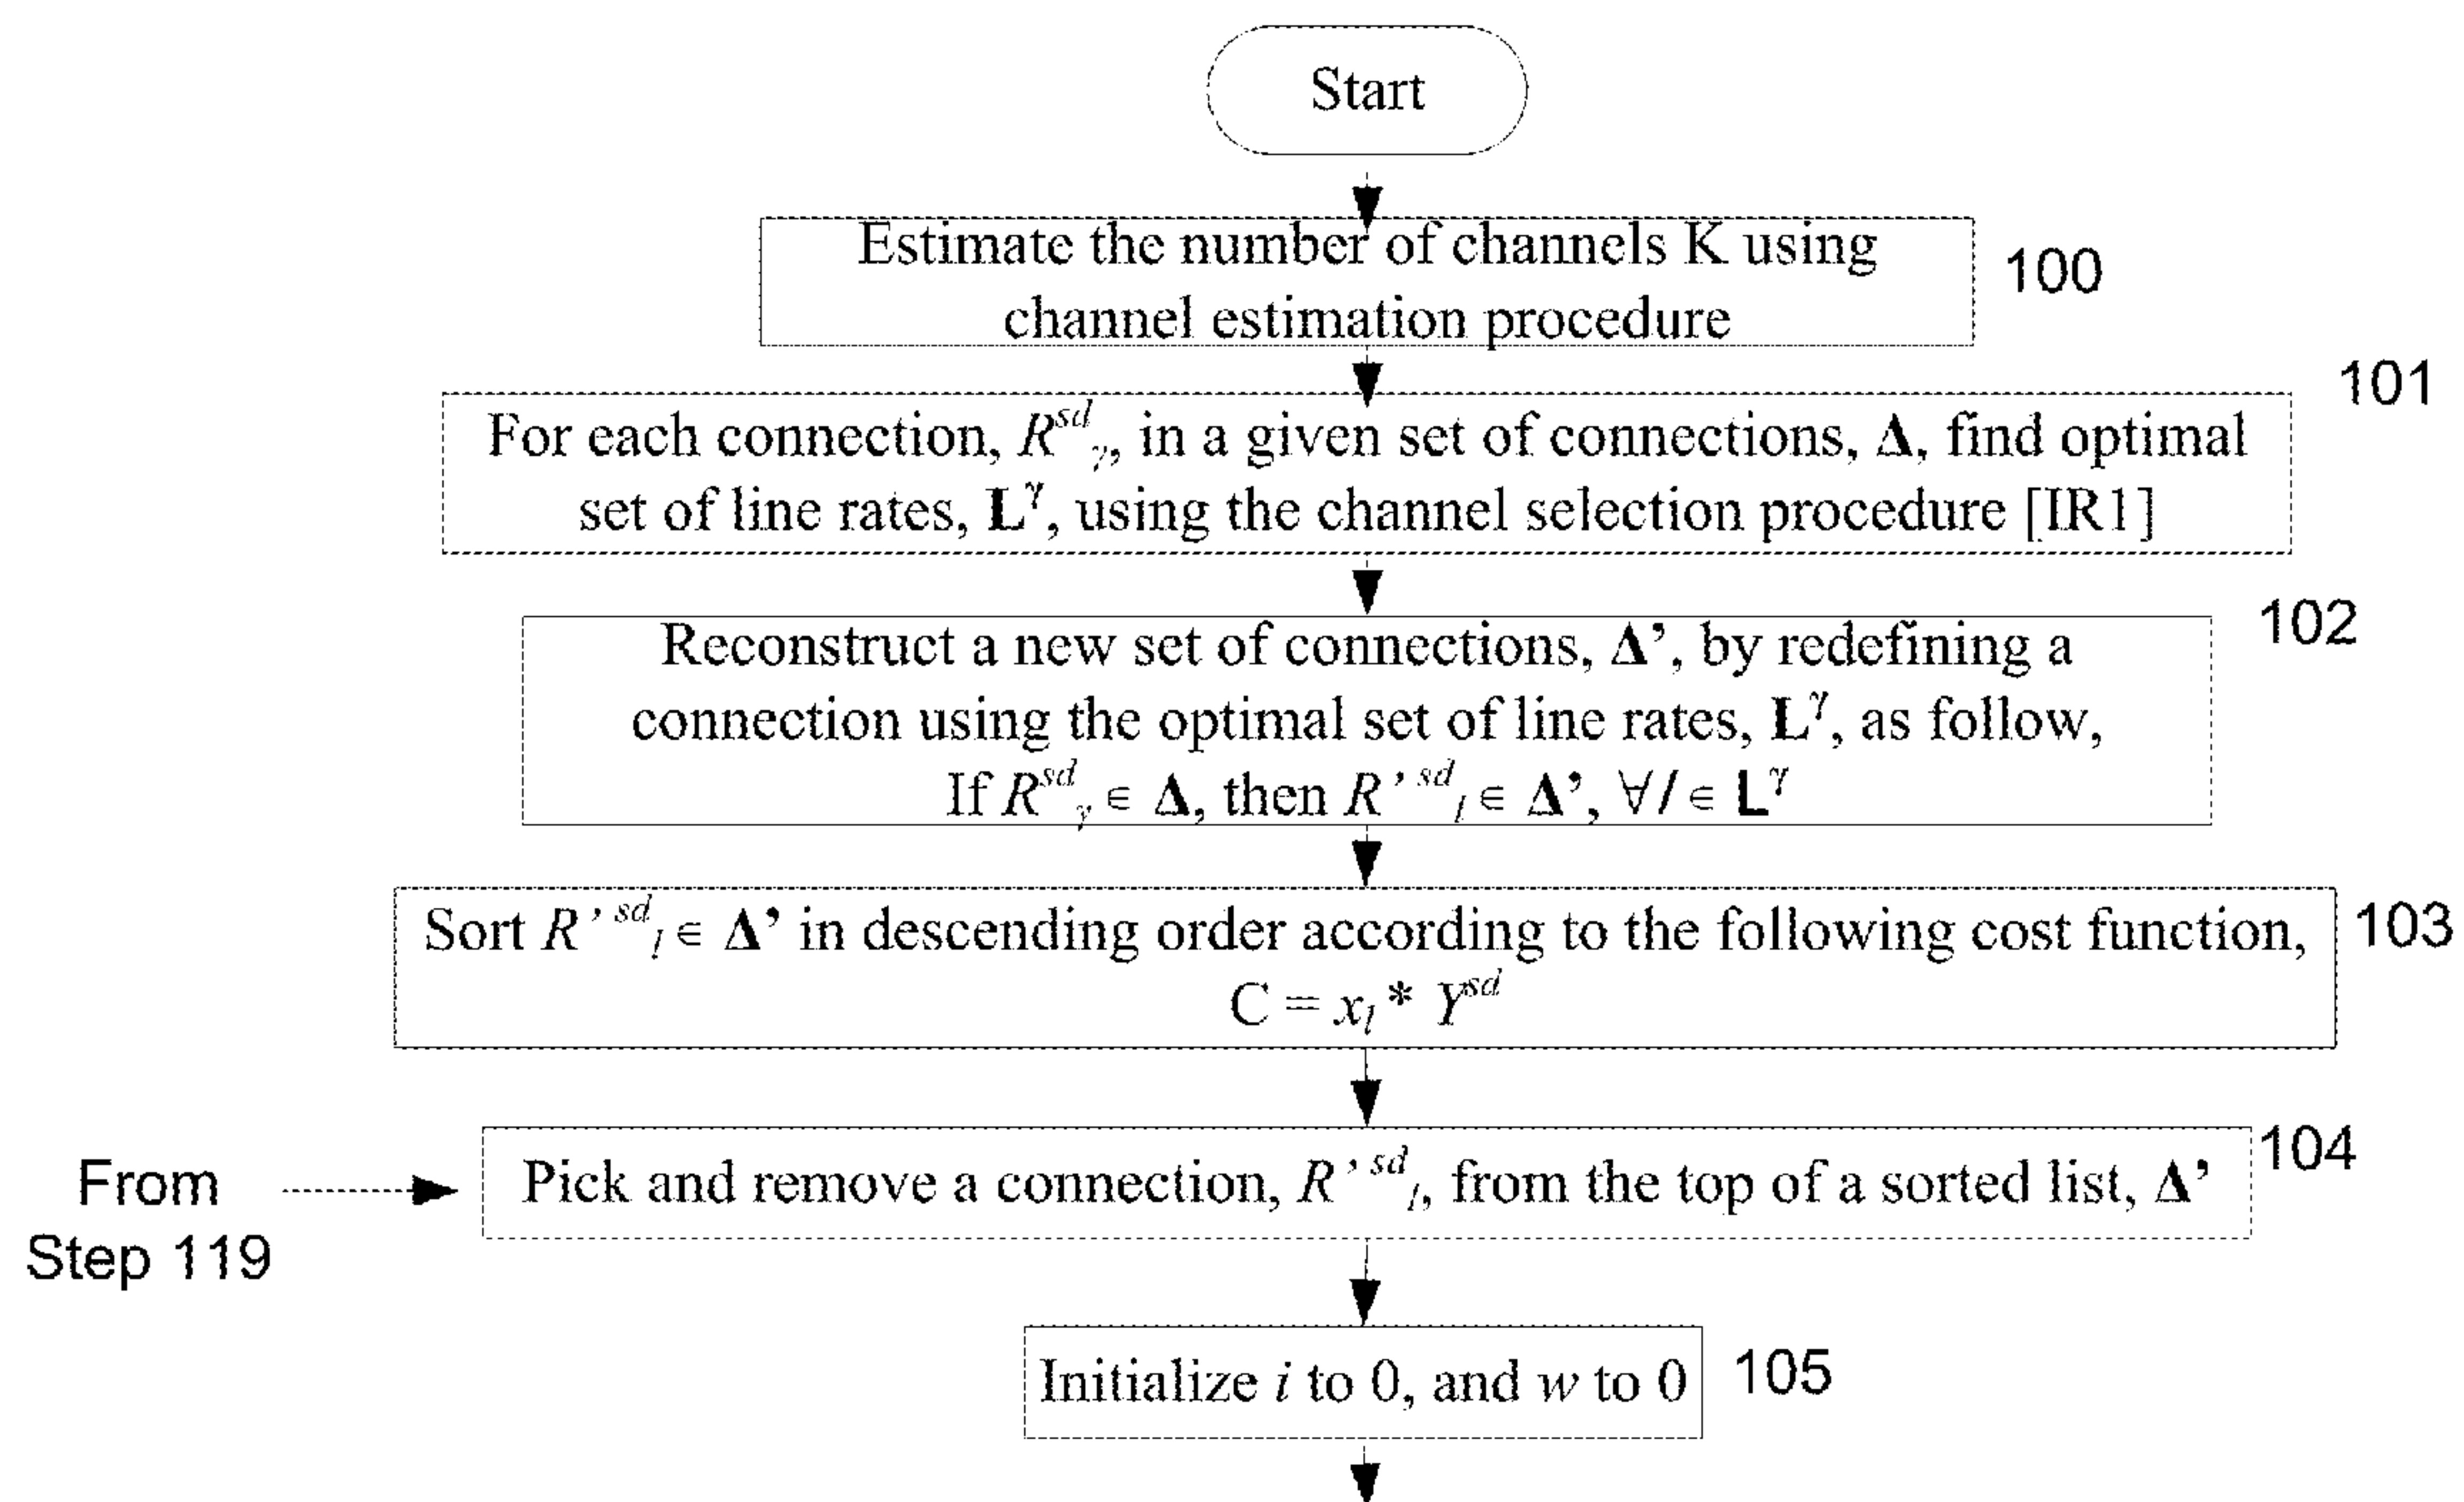 Start
Estimate the number of channels K using
channel estimation procedure
100
101
For each connection, R^sd_γ, in a given set of connections, Δ, find optimal
set of line rates, L^γ, using the channel selection procedure [IR1]
102
Reconstruct a new set of connections, Δ’, by redefining a
connection using the optimal set of line rates, L^γ, as follow,
If R^sd_γ ∈ Δ, then R’^sd_l ∈ Δ’, ∀l ∈ L^γ
Sort R’^sd_l ∈ Δ’ in descending order according to the following cost function,
C = x_l * Y^sd
103
104
Pick and remove a connection, R’^sd_l, from the top of a sorted list, Δ’
From
Step 119
Initialize i to 0, and w to 0
105